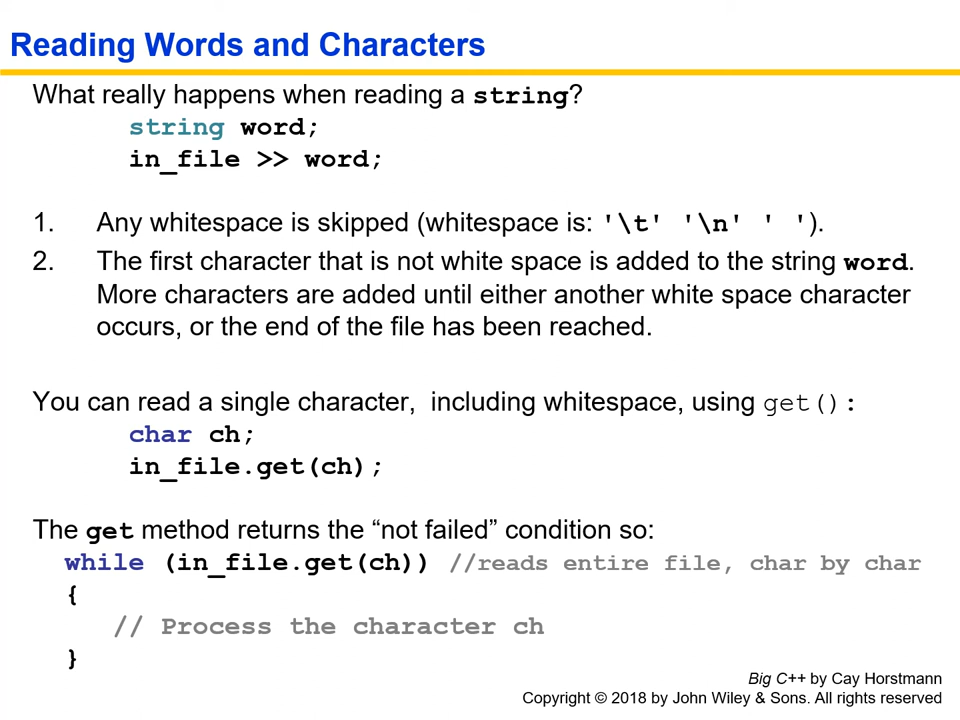 Reading Words and Characters
What really happens when reading a string?
string word;
in_file >> word;
1. Any whitespace is skipped (whitespace is: '\t' '\n' ' ').
2. The first character that is not white space is added to the string word.
More characters are added until either another white space character
occurs, or the end of the file has been reached.
You can read a single character,  including whitespace, using get():
char ch;
in_file.get(ch);
The get method returns the “not failed” condition so:
while (in_file.get(ch)) //reads entire file, char by char
{
// Process the character ch
}
Big C++ by Cay Horstmann
Copyright © 2018 by John Wiley & Sons. All rights reserved